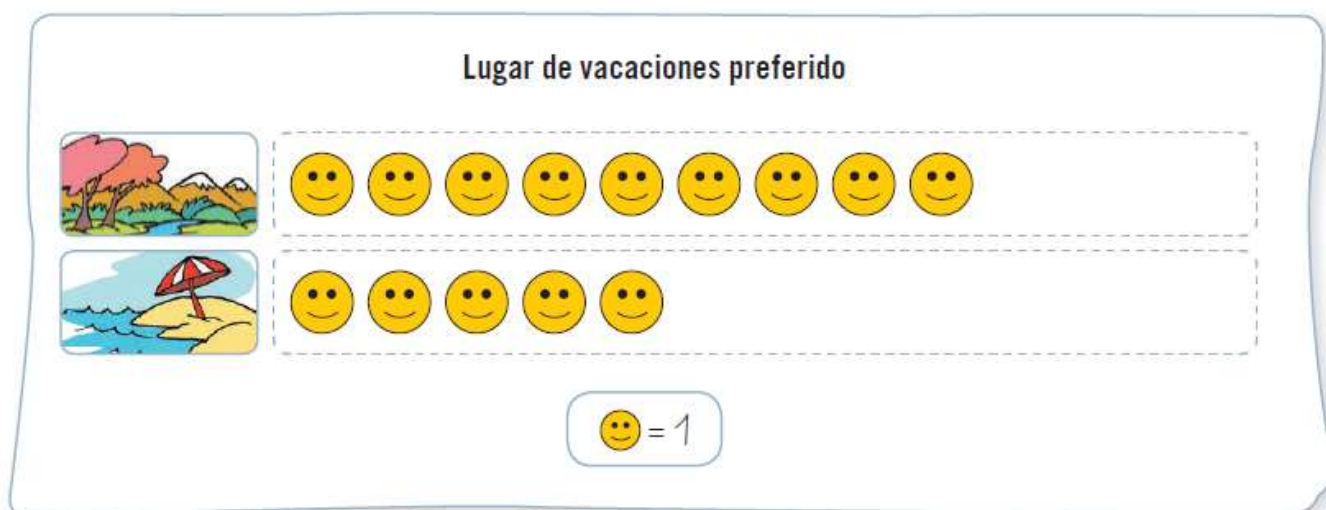 Lugar de vacaciones preferido
= 1